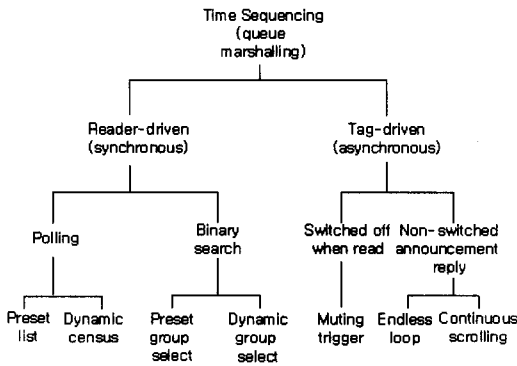 Time Sequencing
(queue
marshalling)
Reader-driven
(synchronous)
Tag-driven
(asynchronous)
Polling
Binary
search
Switched off
when read
Non-switched
announcement
reply
Preset
list
Dynamic
census
Preset
group
select
Dynamic
group
select
Muting
trigger
Endless
loop
Continuous
scrolling